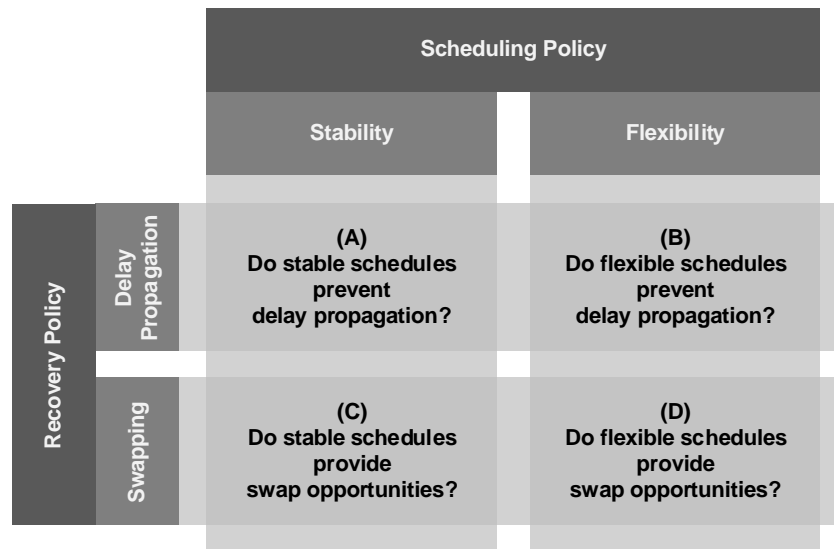 Scheduling Policy
Stability
Flexibility
Recovery Policy
Delay
Propagation
(A)
Do stable schedules
prevent
delay propagation?
(B)
Do flexible schedules
prevent
delay propagation?
Swapping
(C)
Do stable schedules
provide
swap opportunities?
(D)
Do flexible schedules
provide
swap opportunities?